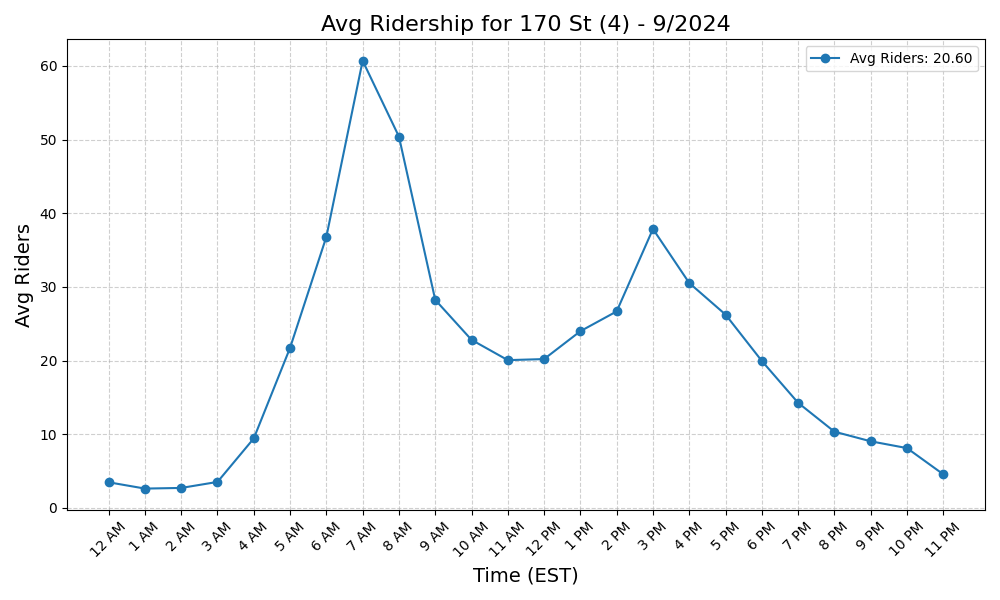 Avg Ridership for 170 St (4) - 9/2024
Avg Riders: 20.60
60
50
40
30
20
10
0
Avg Riders
12 AM
1 AM
2 AM
3 AM
4 AM
5 AM
6 AM
7 AM
8 AM
9 AM
10 AM
11 AM
12 PM
1 PM
2 PM
3 PM
4 PM
5 PM
6 PM
7 PM
8 PM
9 PM
10 PM
11 PM
Time (EST)